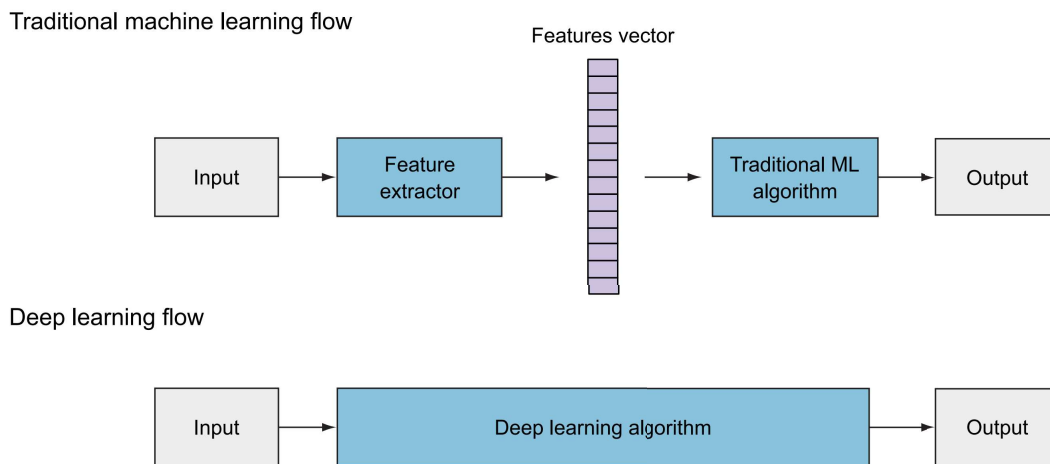 Traditional machine learning flow
Features vector
Input
Feature
extractor
Traditional ML
algorithm
Output
Deep learning flow
Input
Deep learning algorithm
Output